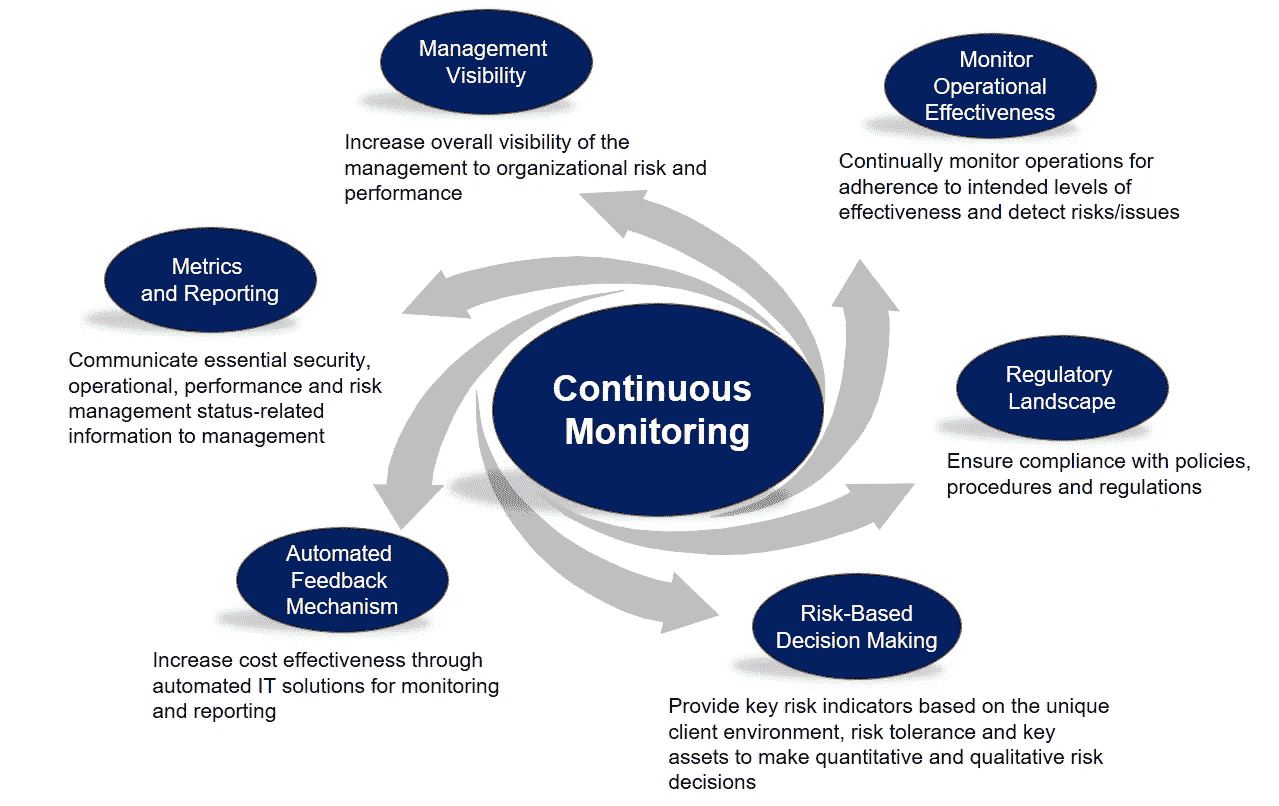 Management
Visibility
Increase overall visibility of the
management to organizational risk and
performance
Monitor
Operational
Effectiveness
Continually monitor operations for
adherence to intended levels of
effectiveness and detect risks/issues
Metrics
and Reporting
Communicate essential security,
operational, performance and risk
management status-related
information to management
Continuous
Monitoring
Regulatory
Landscape
Ensure compliance with policies,
procedures and regulations
Automated
Feedback
Mechanism
Increase cost effectiveness through
automated IT solutions for monitoring
and reporting
Risk-Based
Decision Making
Provide key risk indicators based on the unique
client environment, risk tolerance and key
assets to make quantitative and qualitative risk
decisions